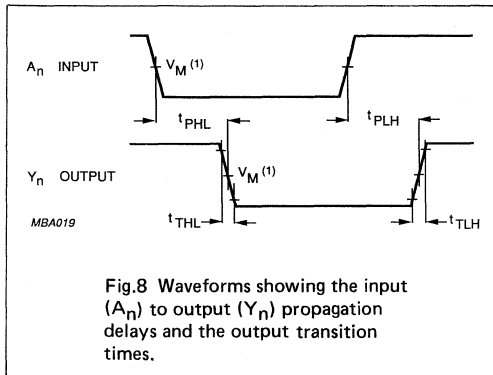 An INPUT
VM (1)
tPHL
tPLH
Yn OUTPUT
VM (1)
MBA019
tTHL
tTLH
Fig.8 Waveforms showing the input
(An) to output (Yn) propagation
delays and the output transition
times.